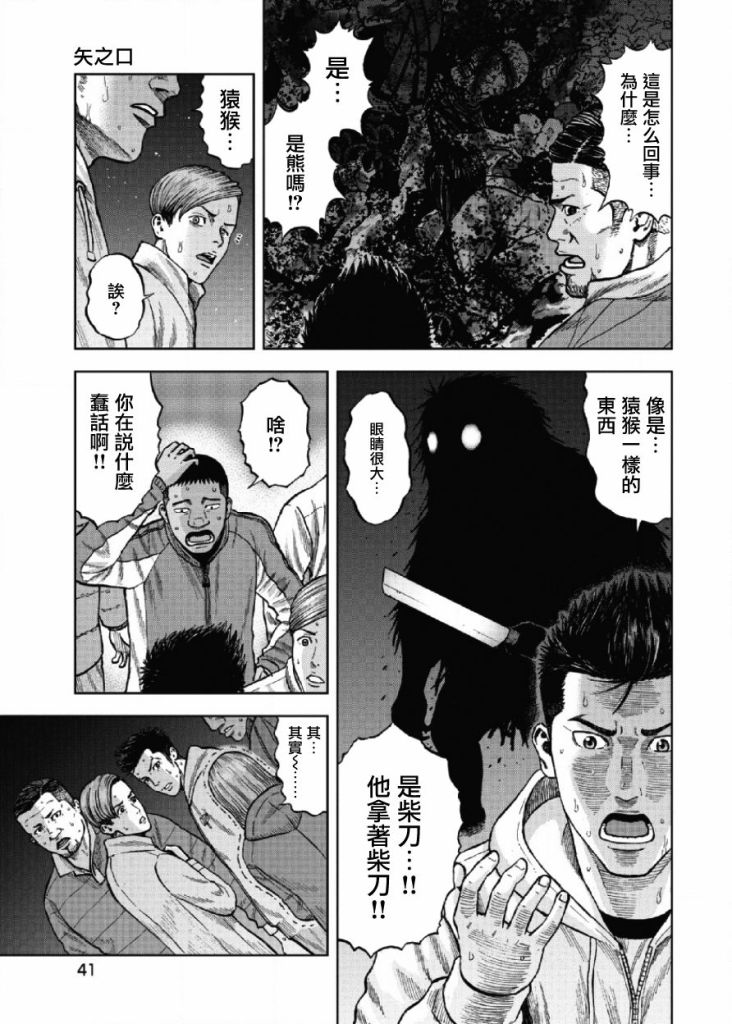 這是怎么回事…
為什麼…
是…
是熊嗎!?
矢之口
猿猴…
誒?
像是…
猿猴一樣的
東西
眼睛很大…
是柴刀…!!
他拿著柴刀!!
啥!?
你在説什麼
蠢話啊!!
其…
其實~……
41